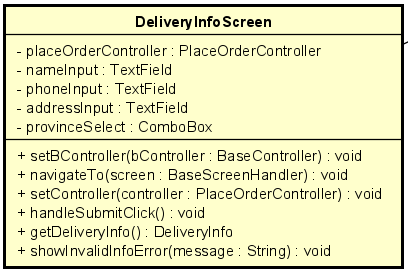 DeliveryInfoScreen
- placeOrderController : PlaceOrderController
- nameInput : TextField
- phoneInput : TextField
- addressInput : TextField
- provinceSelect : ComboBox
+ setBController(bController : BaseController) : void
+ navigateTo(screen : BaseScreenHandler) : void
+ setController(controller : PlaceOrderController) : void
+ handleSubmitClick() : void
+ getDeliveryInfo() : DeliveryInfo
+ showInvalidInfoError(message : String) : void